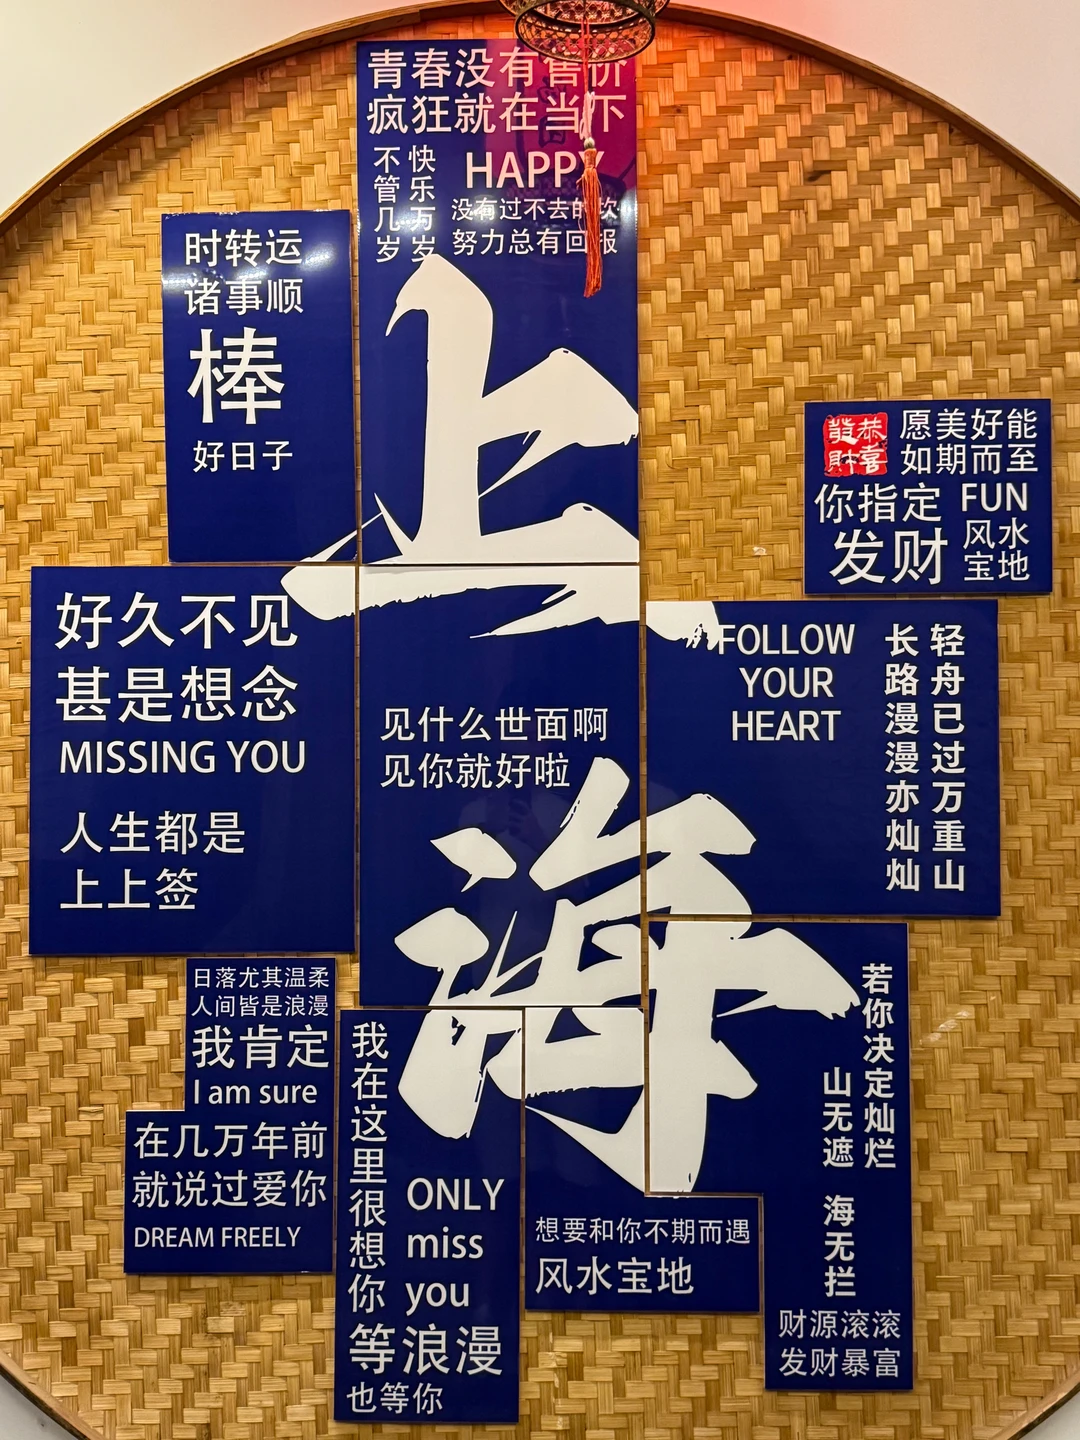 青春没有售价
疯狂就在当下
不管几岁
快乐万岁
HAPPY
没有过不去的坎
努力总有回报
时转运
诸事顺
棒
好日子
上
恭喜
發財
愿美好能
如期而至
你指定
发财
FUN
风水
宝地
好久不见
甚是想念
MISSING YOU
人生都是
上上签
见什么世面啊
见你就好啦
FOLLOW
YOUR
HEART
轻舟已过万重山
长路漫漫亦灿灿
海
日落尤其温柔
人间皆是浪漫
我肯定
I am sure
在几万年前
就说过爱你
DREAM FREELY
我在这里很想你
ONLY
miss
you
等浪漫
也等你
想要和你不期而遇
风水宝地
若你决定灿烂
山无遮 海无拦
财源滚滚
发财暴富